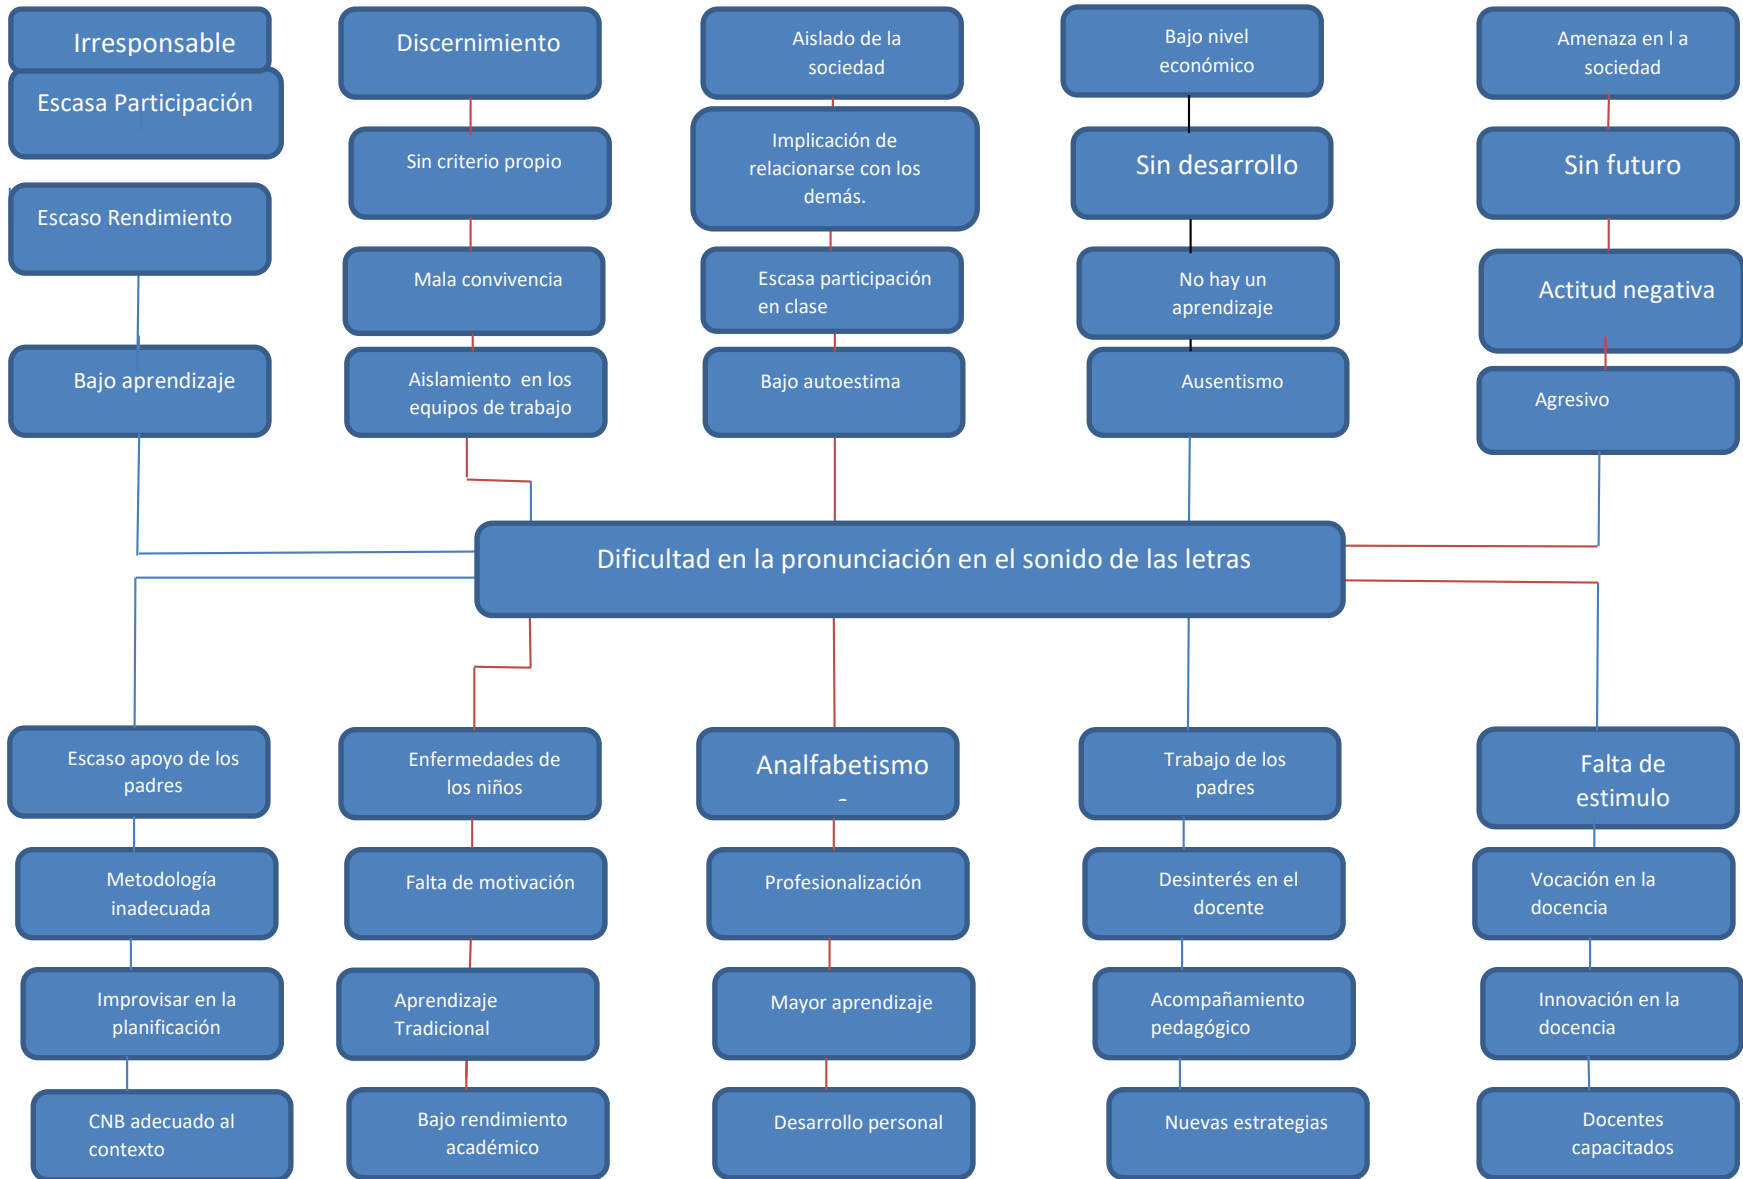 Irresponsable
Escasa Participación
Escaso Rendimiento
Bajo aprendizaje
Discernimiento
Sin criterio propio
Mala convivencia
Aislamiento en los
equipos de trabajo
Aislado de la
sociedad
Implicación de
relacionarse con los
demás.
Escasa participación
en clase
Bajo autoestima
Bajo nivel
económico
Sin desarrollo
No hay un
aprendizaje
Ausentismo
Amenaza en l a
sociedad
Sin futuro
Actitud negativa
Agresivo
Dificultad en la pronunciación en el sonido de las letras
Escaso apoyo de los
padres
Metodología
inadecuada
Improvisar en la
planificación
CNB adecuado al
contexto
Enfermedades de
los niños
Falta de motivación
Aprendizaje
Tradicional
Bajo rendimiento
académico
Analfabetismo
Profesionalización
Mayor aprendizaje
Desarrollo personal
Trabajo de los
padres
Desinterés en el
docente
Acompañamiento
pedagógico
Nuevas estrategias
Falta de
estimulo
Vocación en la
docencia
Innovación en la
docencia
Docentes
capacitados